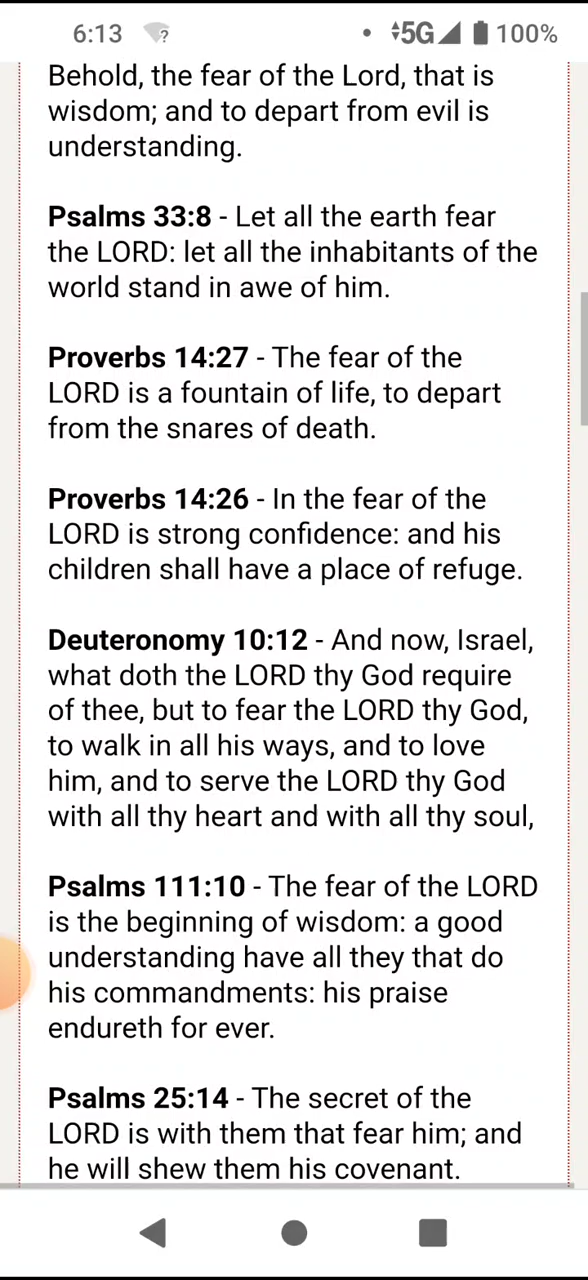 6:13
5G 100%
Behold, the fear of the Lord, that is
wisdom; and to depart from evil is
understanding.
Psalms 33:8 - Let all the earth fear
the LORD: let all the inhabitants of the
world stand in awe of him.
Proverbs 14:27 - The fear of the
LORD is a fountain of life, to depart
from the snares of death.
Proverbs 14:26 - In the fear of the
LORD is strong confidence: and his
children shall have a place of refuge.
Deuteronomy 10:12 - And now, Israel,
what doth the LORD thy God require
of thee, but to fear the LORD thy God,
to walk in all his ways, and to love
him, and to serve the LORD thy God
with all thy heart and with all thy soul,
Psalms 111:10 - The fear of the LORD
is the beginning of wisdom: a good
understanding have all they that do
his commandments: his praise
endureth for ever.
Psalms 25:14 - The secret of the
LORD is with them that fear him; and
he will shew them his covenant.